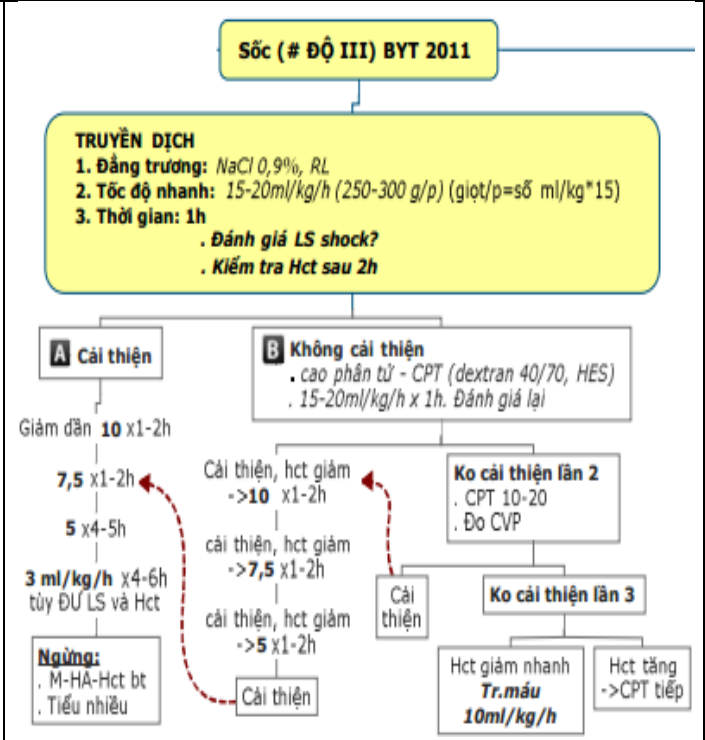 Sốc (# ĐỘ III) BYT 2011
TRUYỀN DỊCH
1. Đẳng trương: NaCl 0,9%, RL
2. Tốc độ nhanh: 15-20ml/kg/h (250-300 g/p) (giọt/p=số ml/kg*15)
3. Thời gian: 1h
. Đánh giá LS shock?
. Kiểm tra Hct sau 2h
A Cải thiện
Giảm dần 10 x1-2h
7,5 x1-2h
5 x4-5h
3 ml/kg/h x4-6h
tùy ĐƯ LS và Hct
Ngừng:
. M-HA-Hct bt
. Tiểu nhiều
B Không cải thiện
. cao phân tử - CPT (dextran 40/70, HES)
. 15-20ml/kg/h x 1h. Đánh giá lại
Cải thiện, hct giảm
->10 x1-2h
cải thiện, hct giảm
->7,5 x1-2h
cải thiện, hct giảm
->5 x1-2h
Cải thiện
Ko cải thiện lần 2
. CPT 10-20
. Đo CVP
Cải
thiện
Ko cải thiện lần 3
Hct giảm nhanh
Tr.máu
10ml/kg/h
Hct tăng
->CPT tiếp